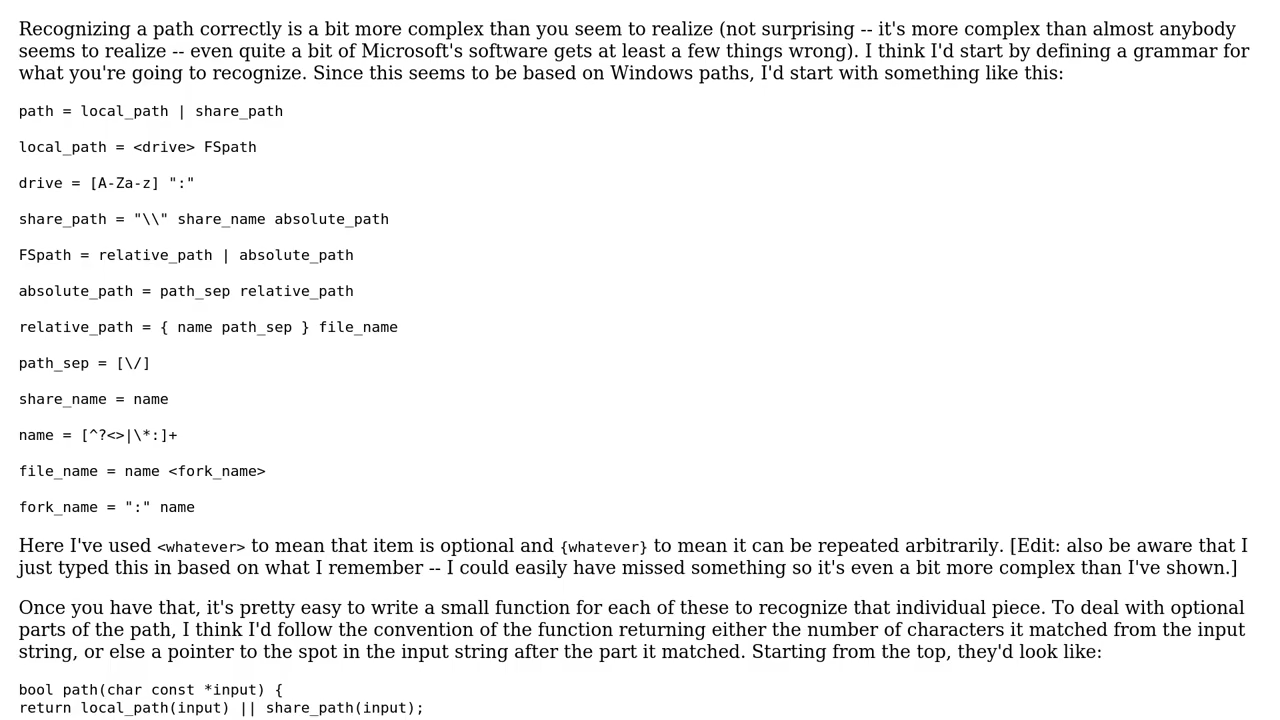 Recognizing a path correctly is a bit more complex than you seem to realize (not surprising -- it's more complex than almost anybody
seems to realize -- even quite a bit of Microsoft's software gets at least a few things wrong). I think I'd start by defining a grammar for
what you're going to recognize. Since this seems to be based on Windows paths, I'd start with something like this:
path = local_path | share_path
local_path = <drive> FSpath
drive = [A-Za-z] ":"
share_path = "\\" share_name absolute_path
FSpath = relative_path | absolute_path
absolute_path = path_sep relative_path
relative_path = { name path_sep } file_name
path_sep = [\/]
share_name = name
name = [^?<>|\*:]+
file_name = name <fork_name>
fork_name = ":" name
Here I've used <whatever> to mean that item is optional and {whatever} to mean it can be repeated arbitrarily. [Edit: also be aware that I
just typed this in based on what I remember -- I could easily have missed something so it's even a bit more complex than I've shown.]
Once you have that, it's pretty easy to write a small function for each of these to recognize that individual piece. To deal with optional
parts of the path, I think I'd follow the convention of the function returning either the number of characters it matched from the input
string, or else a pointer to the spot in the input string after the part it matched. Starting from the top, they'd look like:
bool path(char const *input) {
return local_path(input) || share_path(input);